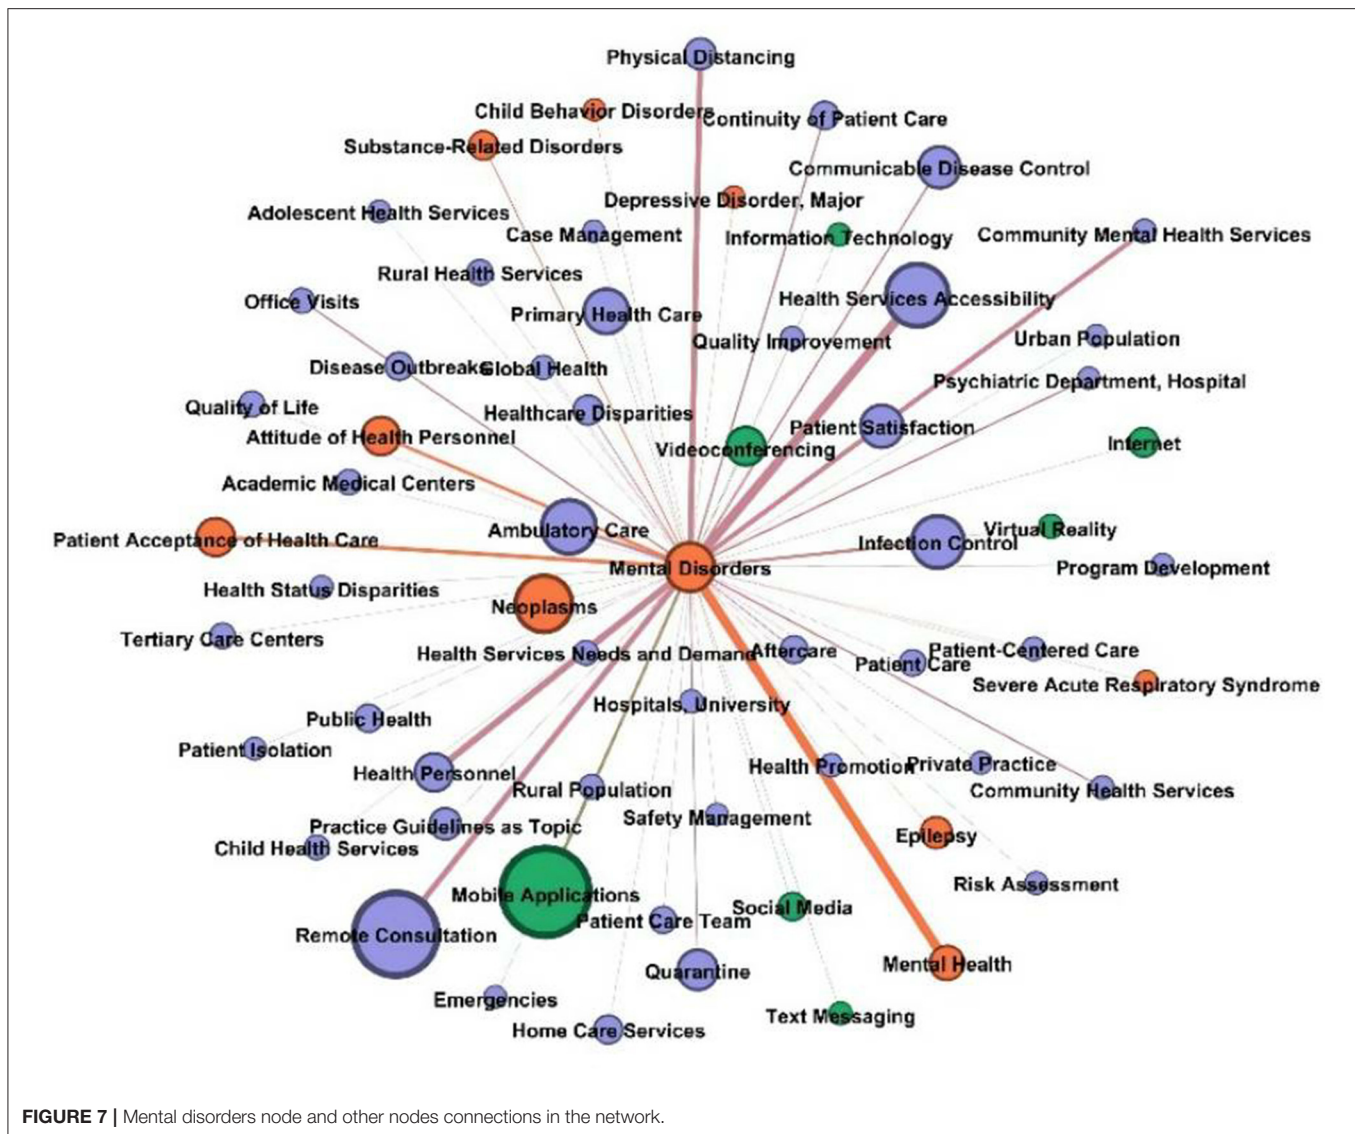 Physical Distancing
Child Behavior Disorders
Continuity of Patient Care
Substance-Related Disorders
Communicable Disease Control
Depressive Disorder, Major
Adolescent Health Services
Case Management
Information Technology
Community Mental Health Services
Rural Health Services
Office Visits
Health Services Accessibility
Primary Health Care
Quality Improvement
Urban Population
Disease Outbreaks
Global Health
Psychiatric Department, Hospital
Quality of Life
Healthcare Disparities
Attitude of Health Personnel
Patient Satisfaction
Videoconferencing
Internet
Academic Medical Centers
Ambulatory Care
Virtual Reality
Patient Acceptance of Health Care
Infection Control
Mental Disorders
Program Development
Health Status Disparities
Neoplasms
Tertiary Care Centers
Health Services Needs and Demand
Aftercare
Patient-Centered Care
Patient Care
Severe Acute Respiratory Syndrome
Hospitals, University
Public Health
Patient Isolation
Health Personnel
Health Promotion
Private Practice
Rural Population
Community Health Services
Safety Management
Practice Guidelines as Topic
Child Health Services
Epilepsy
Risk Assessment
Mobile Applications
Social Media
Patient Care Team
Remote Consultation
Mental Health
Quarantine
Emergencies
Text Messaging
Home Care Services
FIGURE 7 | Mental disorders node and other nodes connections in the network.